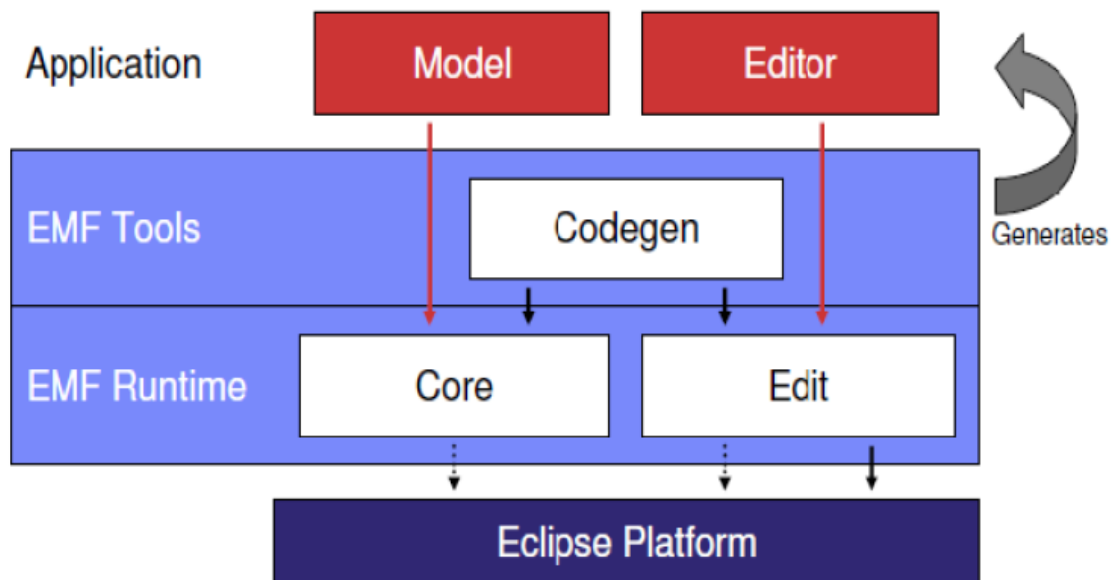 Application
Model
Editor
EMF Tools
Codegen
Generates
EMF Runtime
Core
Edit
Eclipse Platform